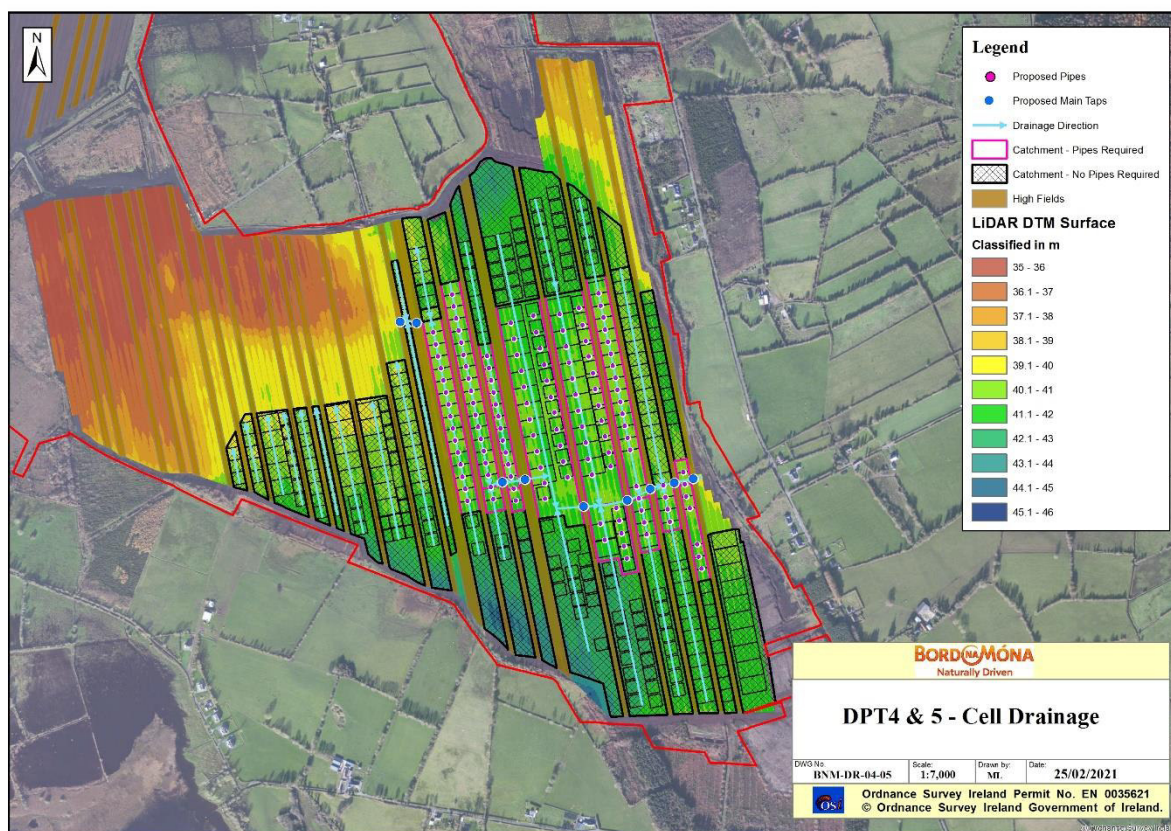 N
Legend
Proposed Pipes
Proposed Main Taps
Drainage Direction
Catchment - Pipes Required
Catchment - No Pipes Required
High Fields
LiDAR DTM Surface
Classified in m
35 - 36
36.1 - 37
37.1 - 38
38.1 - 39
39.1 - 40
40.1 - 41
41.1 - 42
42.1 - 43
43.1 - 44
44.1 - 45
45.1 - 46
BORD NA MÓNA
Naturally Driven
DPT4 & 5 - Cell Drainage
DWG No. Scale: Drawn by: Date:
BNM-DR-04-05 1:7,000 ML 25/02/2021
OSi Ordnance Survey Ireland Permit No. EN 0035621
© Ordnance Survey Ireland Government of Ireland.